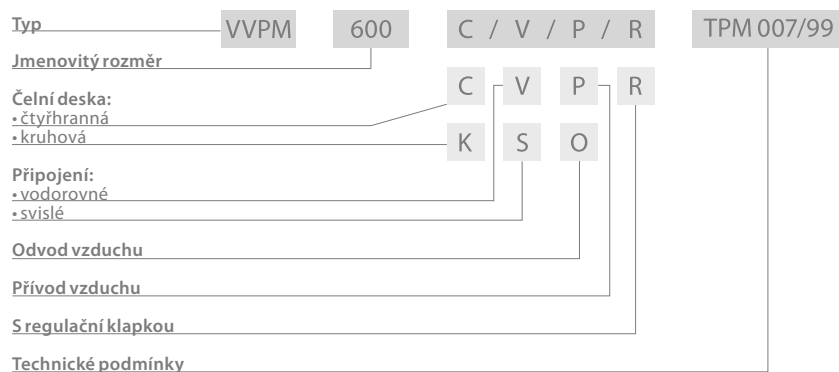 Typ VVPM 600 C / V / P / R TPM 007/99
Jmenovitý rozměr
Čelní deska: C V P R
• čtyřhranná
• kruhová K S O
Připojení:
• vodorovné
• svislé
Odvod vzduchu
Přívod vzduchu
S regulační klapkou
Technické podmínky